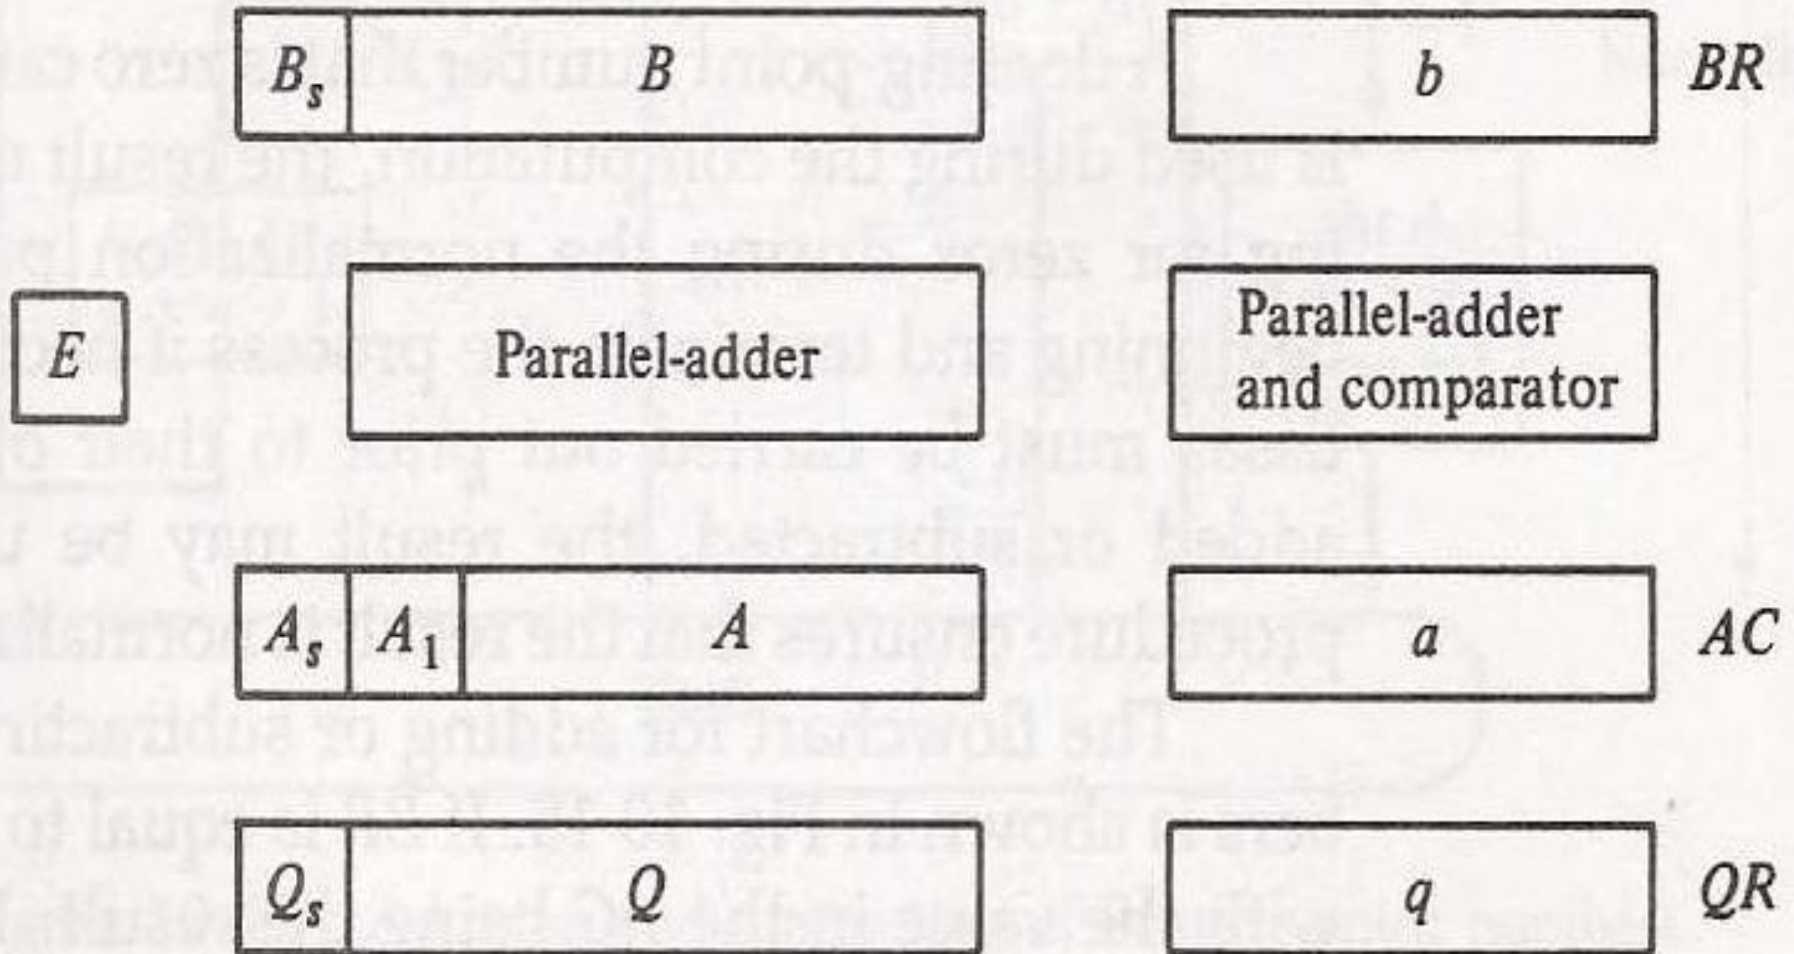 B_s B b BR
E Parallel-adder Parallel-adder
and comparator
A_s A_1 A a AC
Q_s Q q QR